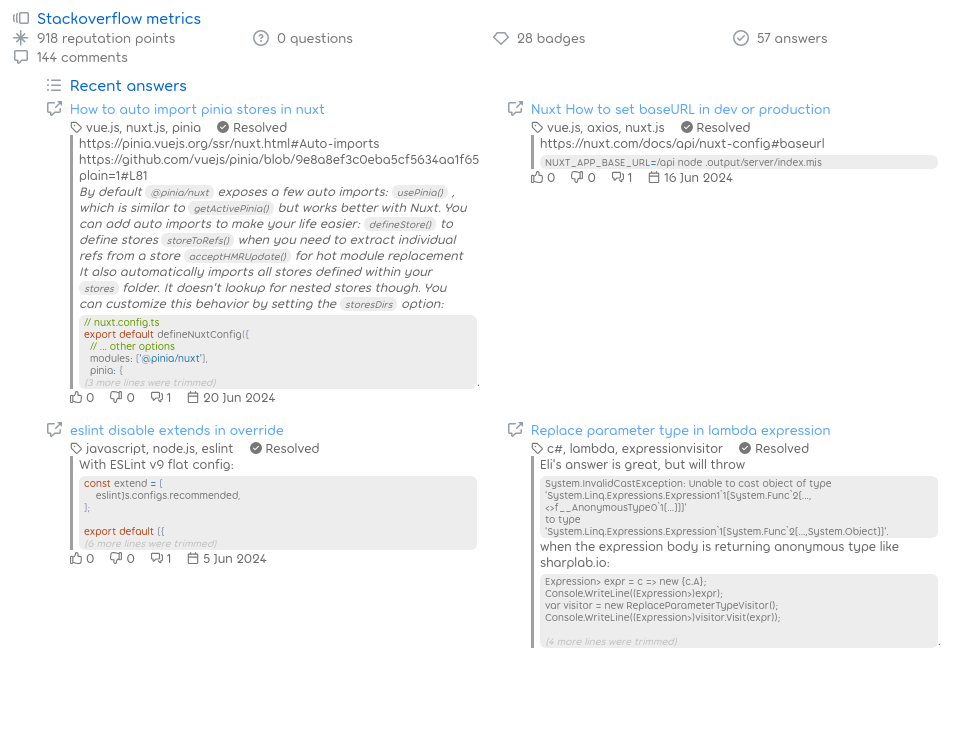 Stackoverflow metrics
918 reputation points
0 questions
28 badges
57 answers
144 comments
Recent answers
How to auto import pinia stores in nuxt
vue.js, nuxt.js, pinia Resolved
https://pinia.vuejs.org/ssr/nuxt.html#Auto-imports
https://github.com/vuejs/pinia/blob/9e8a8ef3c0eba5cf5634aa1f65
plain=1#L81
By default @pinia/nuxt exposes a few auto imports: usePinia() ,
which is similar to getActivePinia() but works better with Nuxt. You
can add auto imports to make your life easier: defineStore() to
define stores storeToRefs() when you need to extract individual
refs from a store acceptHMRUpdate() for hot module replacement
It also automatically imports all stores defined within your
stores folder. It doesn't lookup for nested stores though. You
can customize this behavior by setting the storesDirs option:
// nuxt.config.ts
export default defineNuxtConfig({
// ... other options
modules: ['@pinia/nuxt'],
pinia: {
(3 more lines were trimmed)
.
0 0 1 20 Jun 2024
Nuxt How to set baseURL in dev or production
vue.js, axios, nuxt.js Resolved
https://nuxt.com/docs/api/nuxt-config#baseurl
NUXT_APP_BASE_URL=/api node .output/server/index.mjs
0 0 1 16 Jun 2024
eslint disable extends in override
javascript, node.js, eslint Resolved
With ESLint v9 flat config:
const extend = {
eslintJs.configs.recommended,
};
export default [{
(6 more lines were trimmed)
0 0 1 5 Jun 2024
Replace parameter type in lambda expression
c#, lambda, expressionvisitor Resolved
Eli's answer is great, but will throw
System.InvalidCastException: Unable to cast object of type
'System.Linq.Expressions.Expression1`1[System.Func`2[...,
<>f__AnonymousType0`1[...]]]'
to type
'System.Linq.Expressions.Expression`1[System.Func`2[...,System.Object]]'.
when the expression body is returning anonymous type like
sharplab.io:
Expression> expr = c => new {c.A};
Console.WriteLine((Expression>)expr);
var visitor = new ReplaceParameterTypeVisitor();
Console.WriteLine((Expression>)visitor.Visit(expr));
(4 more lines were trimmed)
.